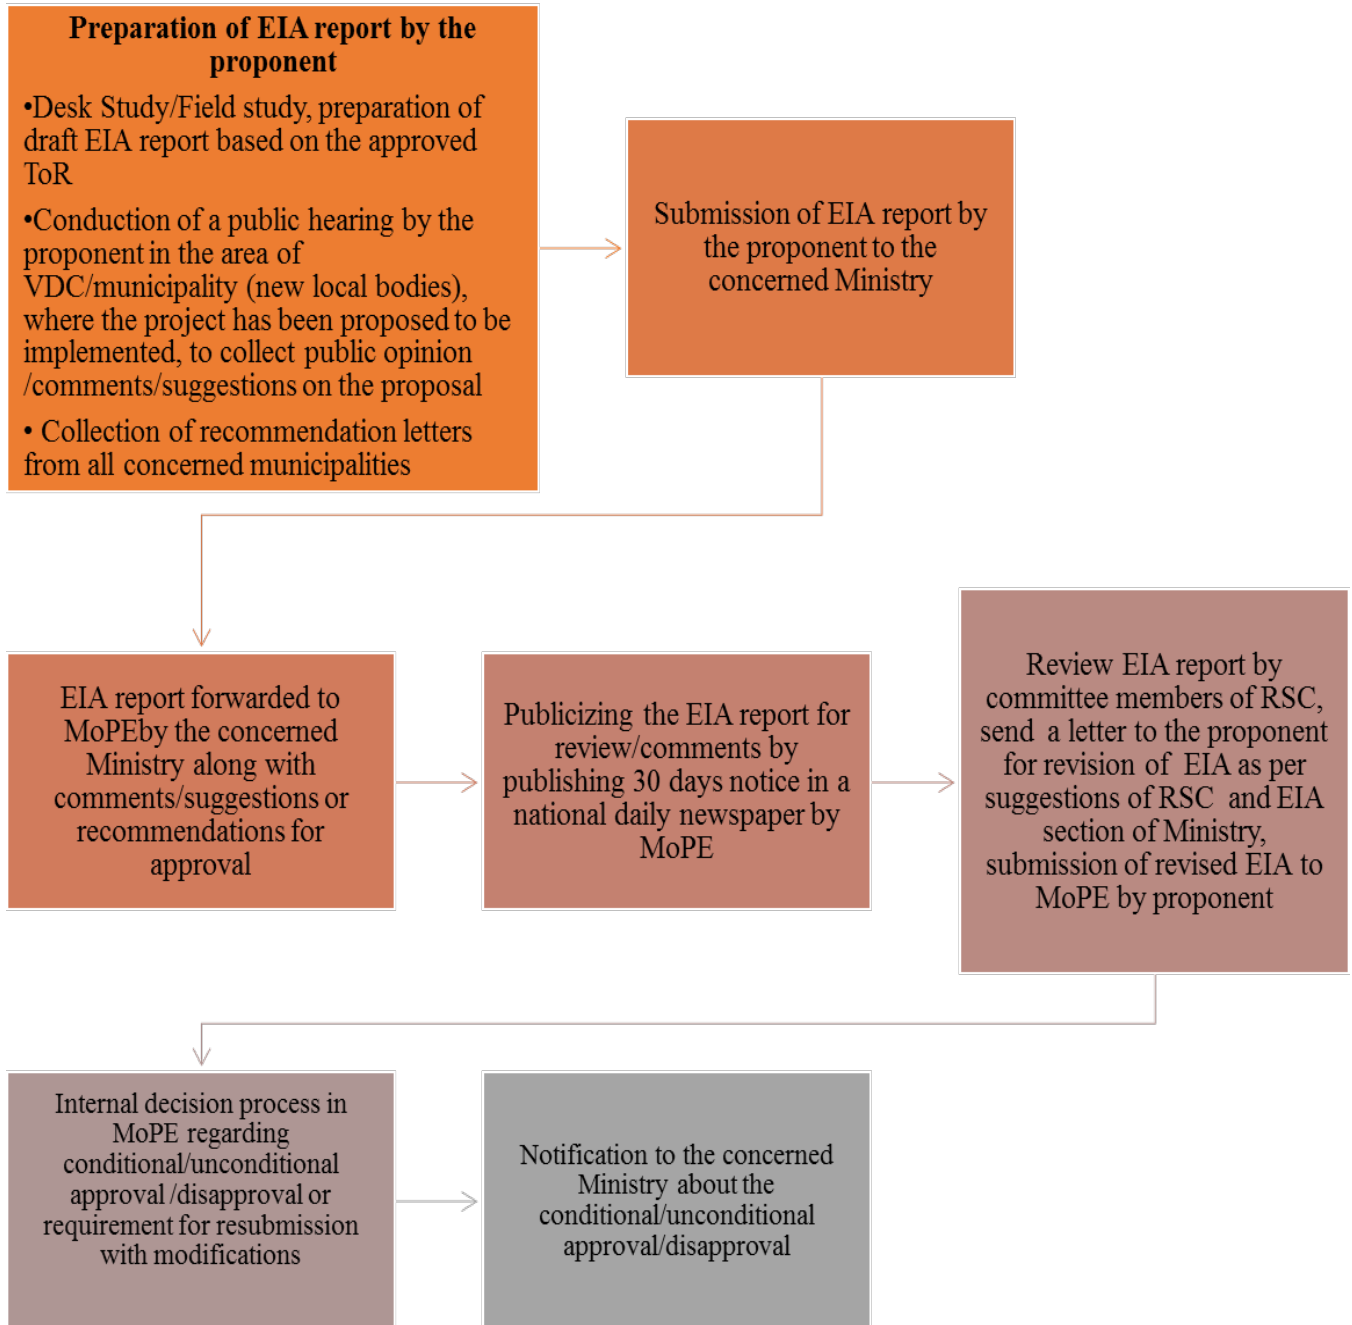 Preparation of EIA report by the
proponent
•Desk Study/Field study, preparation of
draft EIA report based on the approved
ToR
•Conduction of a public hearing by the
proponent in the area of
VDC/municipality (new local bodies),
where the project has been proposed to be
implemented, to collect public opinion
/comments/suggestions on the proposal
• Collection of recommendation letters
from all concerned municipalities
Submission of EIA report by
the proponent to the
concerned Ministry
EIA report forwarded to
MoPEby the concerned
Ministry along with
comments/suggestions or
recommendations for
approval
Publicizing the EIA report for
review/comments by
publishing 30 days notice in a
national daily newspaper by
MoPE
Review EIA report by
committee members of RSC,
send a letter to the proponent
for revision of EIA as per
suggestions of RSC and EIA
section of Ministry,
submission of revised EIA to
MoPE by proponent
Internal decision process in
MoPE regarding
conditional/unconditional
approval /disapproval or
requirement for resubmission
with modifications
Notification to the concerned
Ministry about the
conditional/unconditional
approval/disapproval